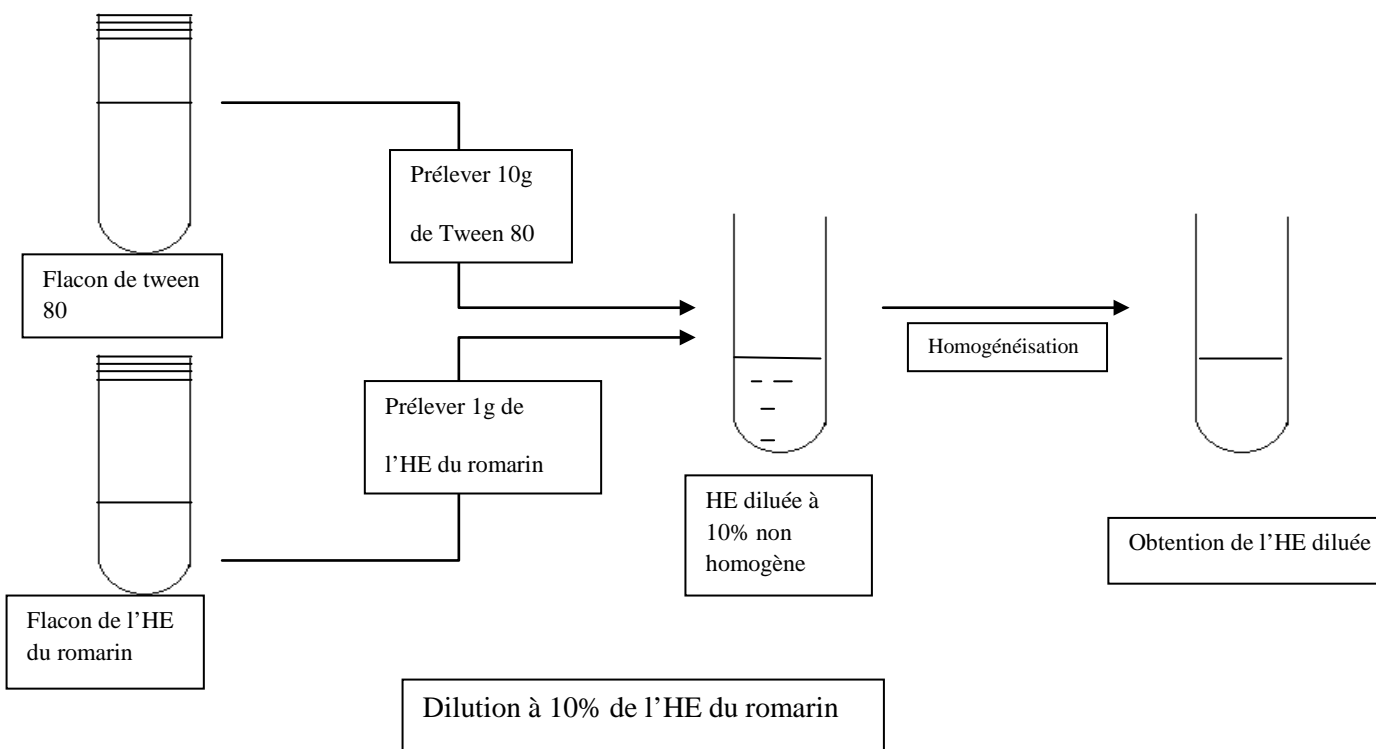 Prélever 10g
de Tween 80
Flacon de tween
80
Prélever 1g de
l’HE du romarin
Homogénéisation
HE diluée à
10% non
homogène
Obtention de l’HE diluée
Flacon de l’HE
du romarin
Dilution à 10% de l’HE du romarin